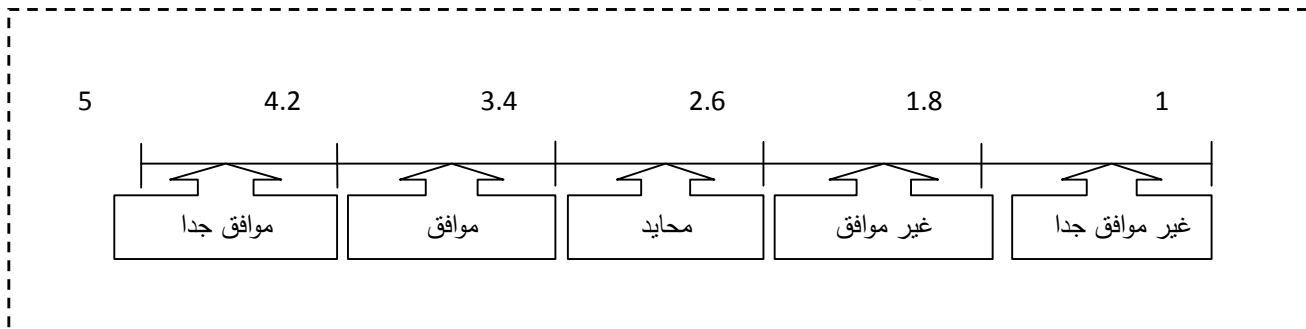 1 1.8 2.6 3.4 4.2 5
غير موافق جدا غير موافق محايد موافق موافق جدا